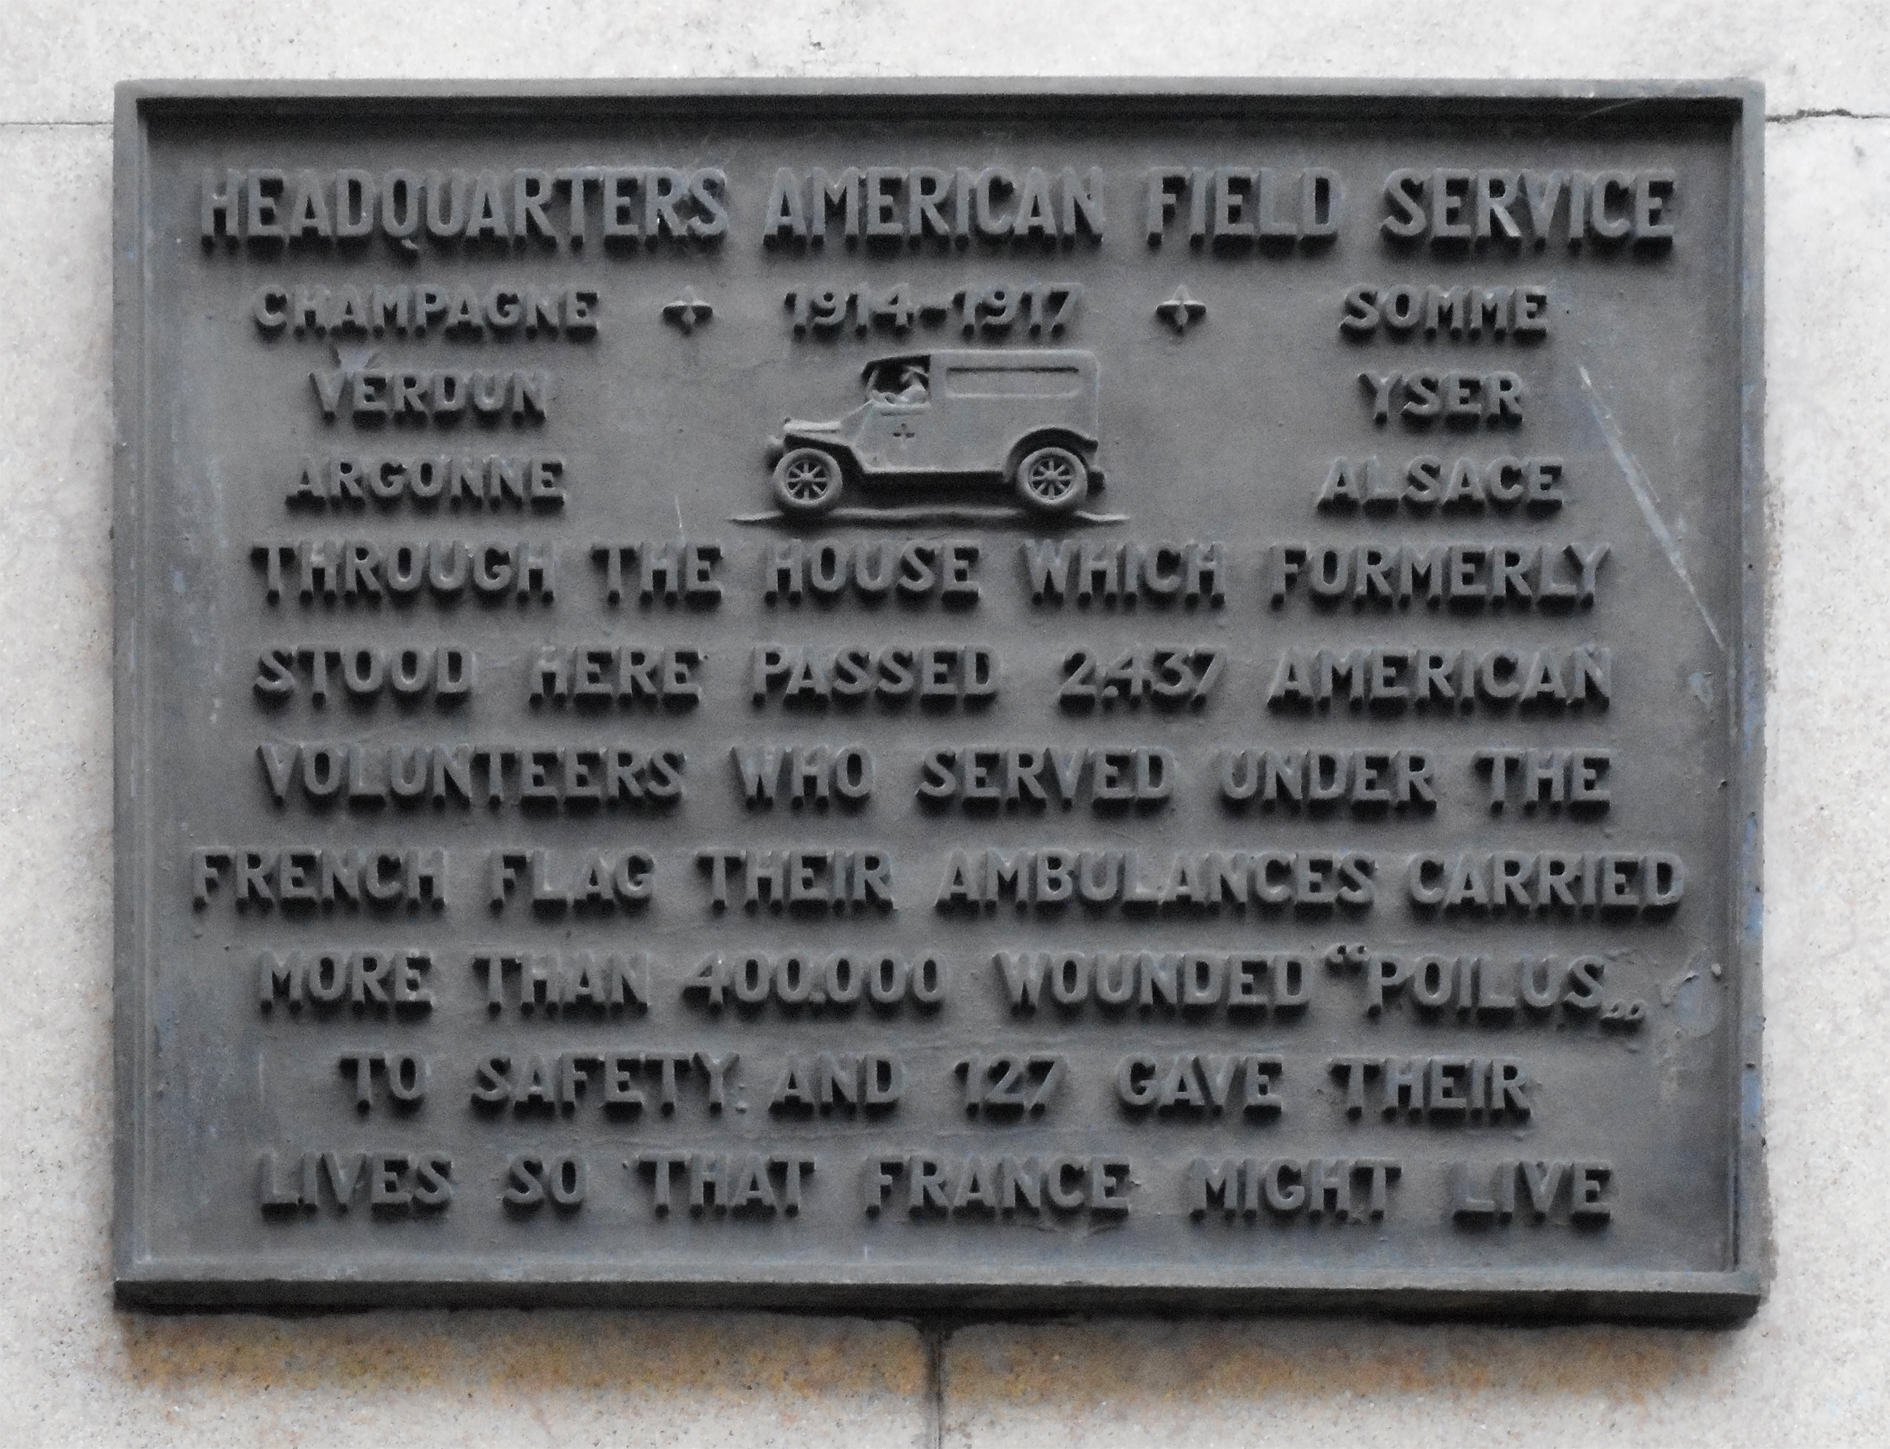 HEADQUARTERS AMERICAN FIELD SERVICE
CHAMPAGNE 1914-1917 SOMME
VERDUN YSER
ARGONNE ALSACE
THROUGH THE HOUSE WHICH FORMERLY
STOOD HERE PASSED 2.437 AMERICAN
VOLUNTEERS WHO SERVED UNDER THE
FRENCH FLAG THEIR AMBULANCES CARRIED
MORE THAN 400.000 WOUNDED “POILUS„
TO SAFETY. AND 127 GAVE THEIR
LIVES SO THAT FRANCE MIGHT LIVE